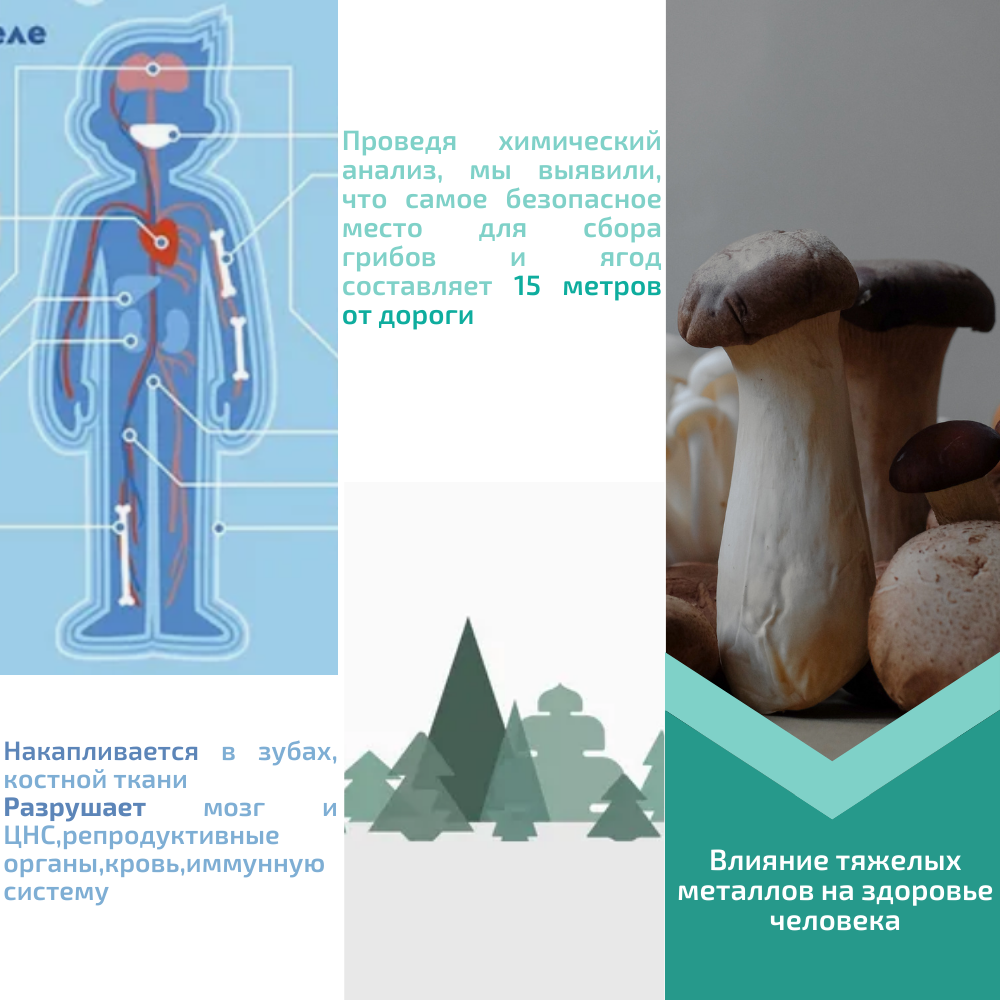 Накапливается в зубах,
костной ткани
Разрушает мозг и
ЦНС,репродуктивные
органы,кровь,иммунную
систему
Проведя химический
анализ, мы выявили,
что самое безопасное
место для сбора
грибов и ягод
составляет 15 метров
от дороги
Влияние тяжелых
металлов на здоровье
человека